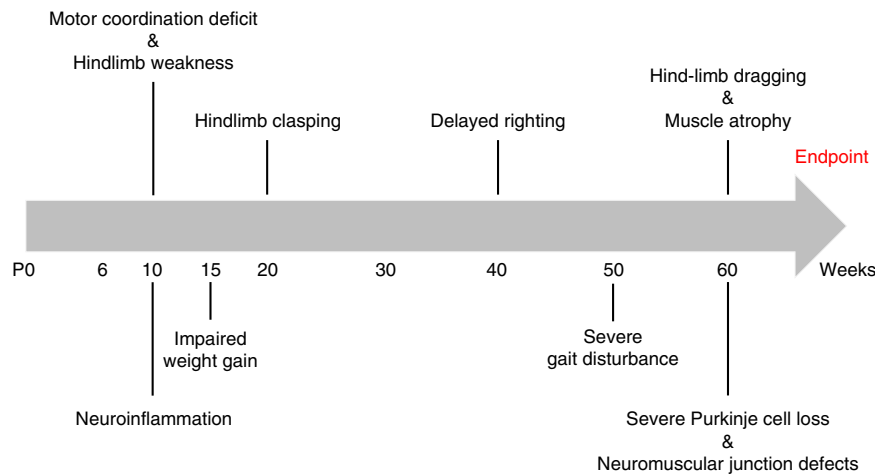 Motor coordination deficit
&
Hindlimb weakness
Hindlimb clasping
Delayed righting
Hind-limb dragging
&
Muscle atrophy
Endpoint
P0 6 10 15 20 30 40 50 60 Weeks
Impaired
weight gain
Severe
gait disturbance
Neuroinflammation
Severe Purkinje cell loss
&
Neuromuscular junction defects